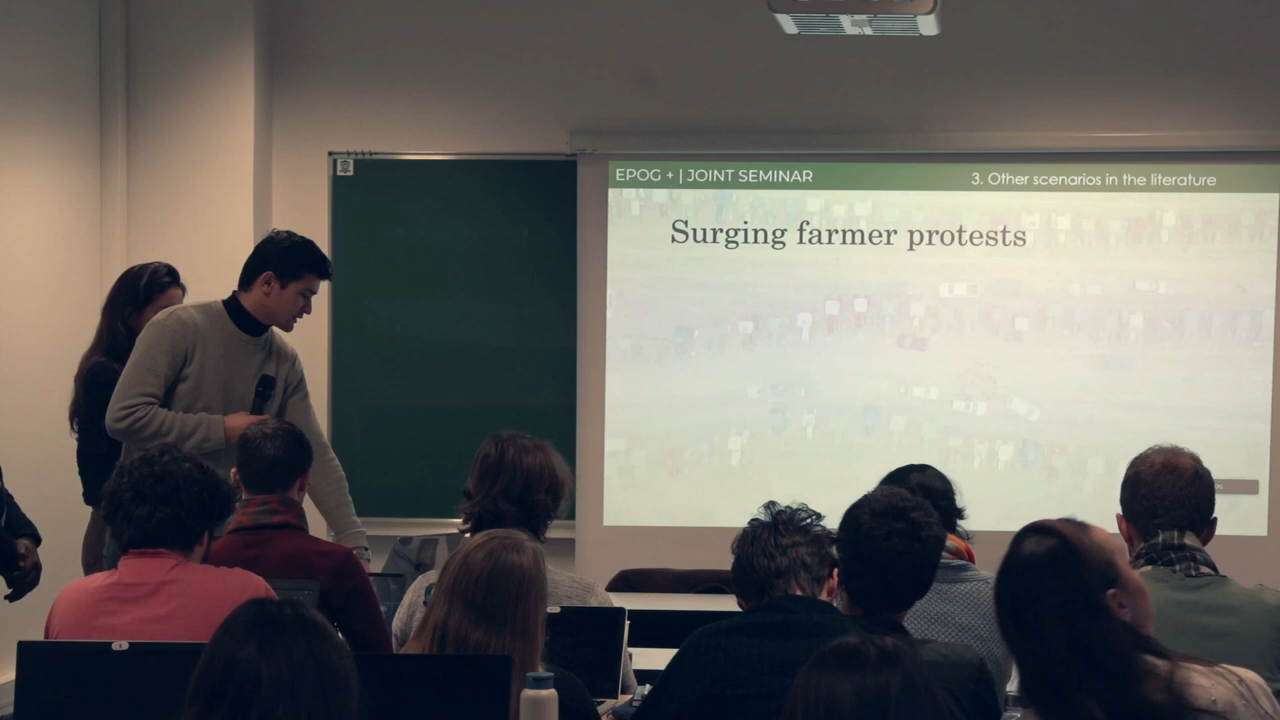 EPOG + | JOINT SEMINAR
3. Other scenarios in the literature
Surging farmer protests